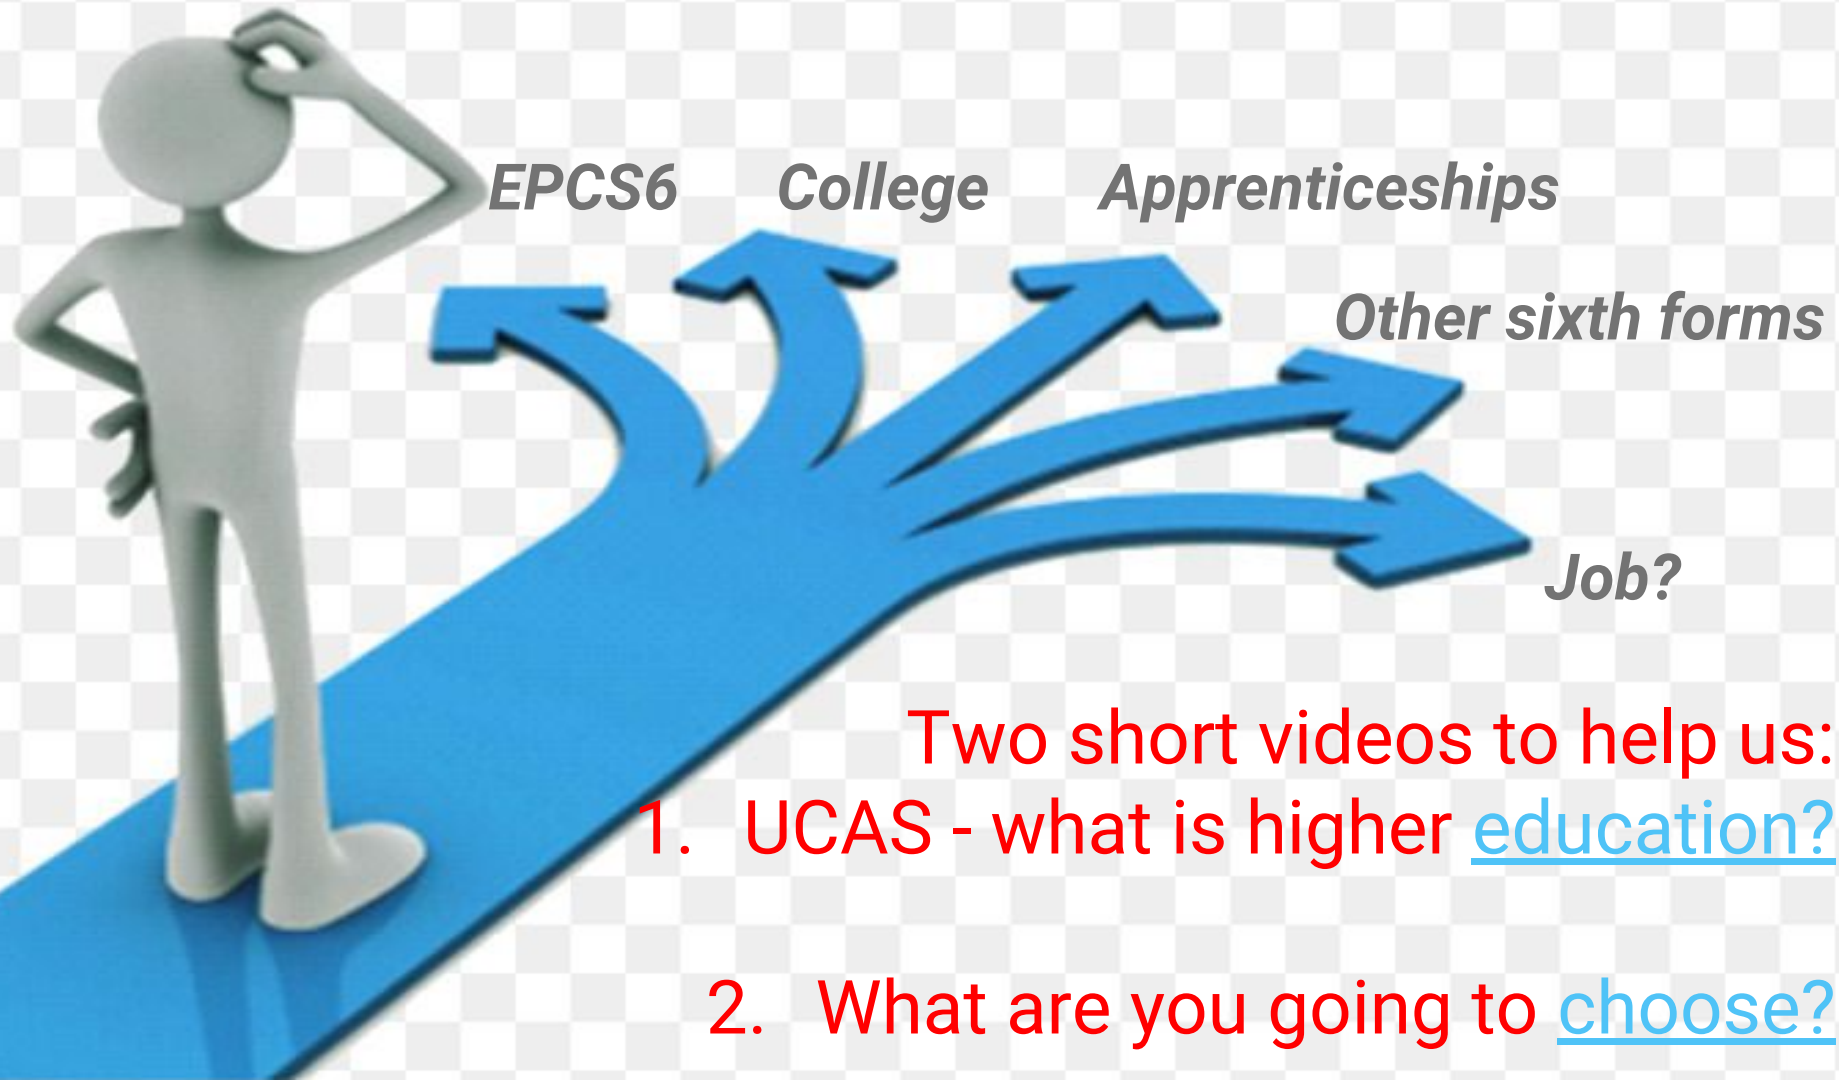 EPCS6 College Apprenticeships
Other sixth forms
Job?
Two short videos to help us:
1. UCAS - what is higher education?
2. What are you going to choose?